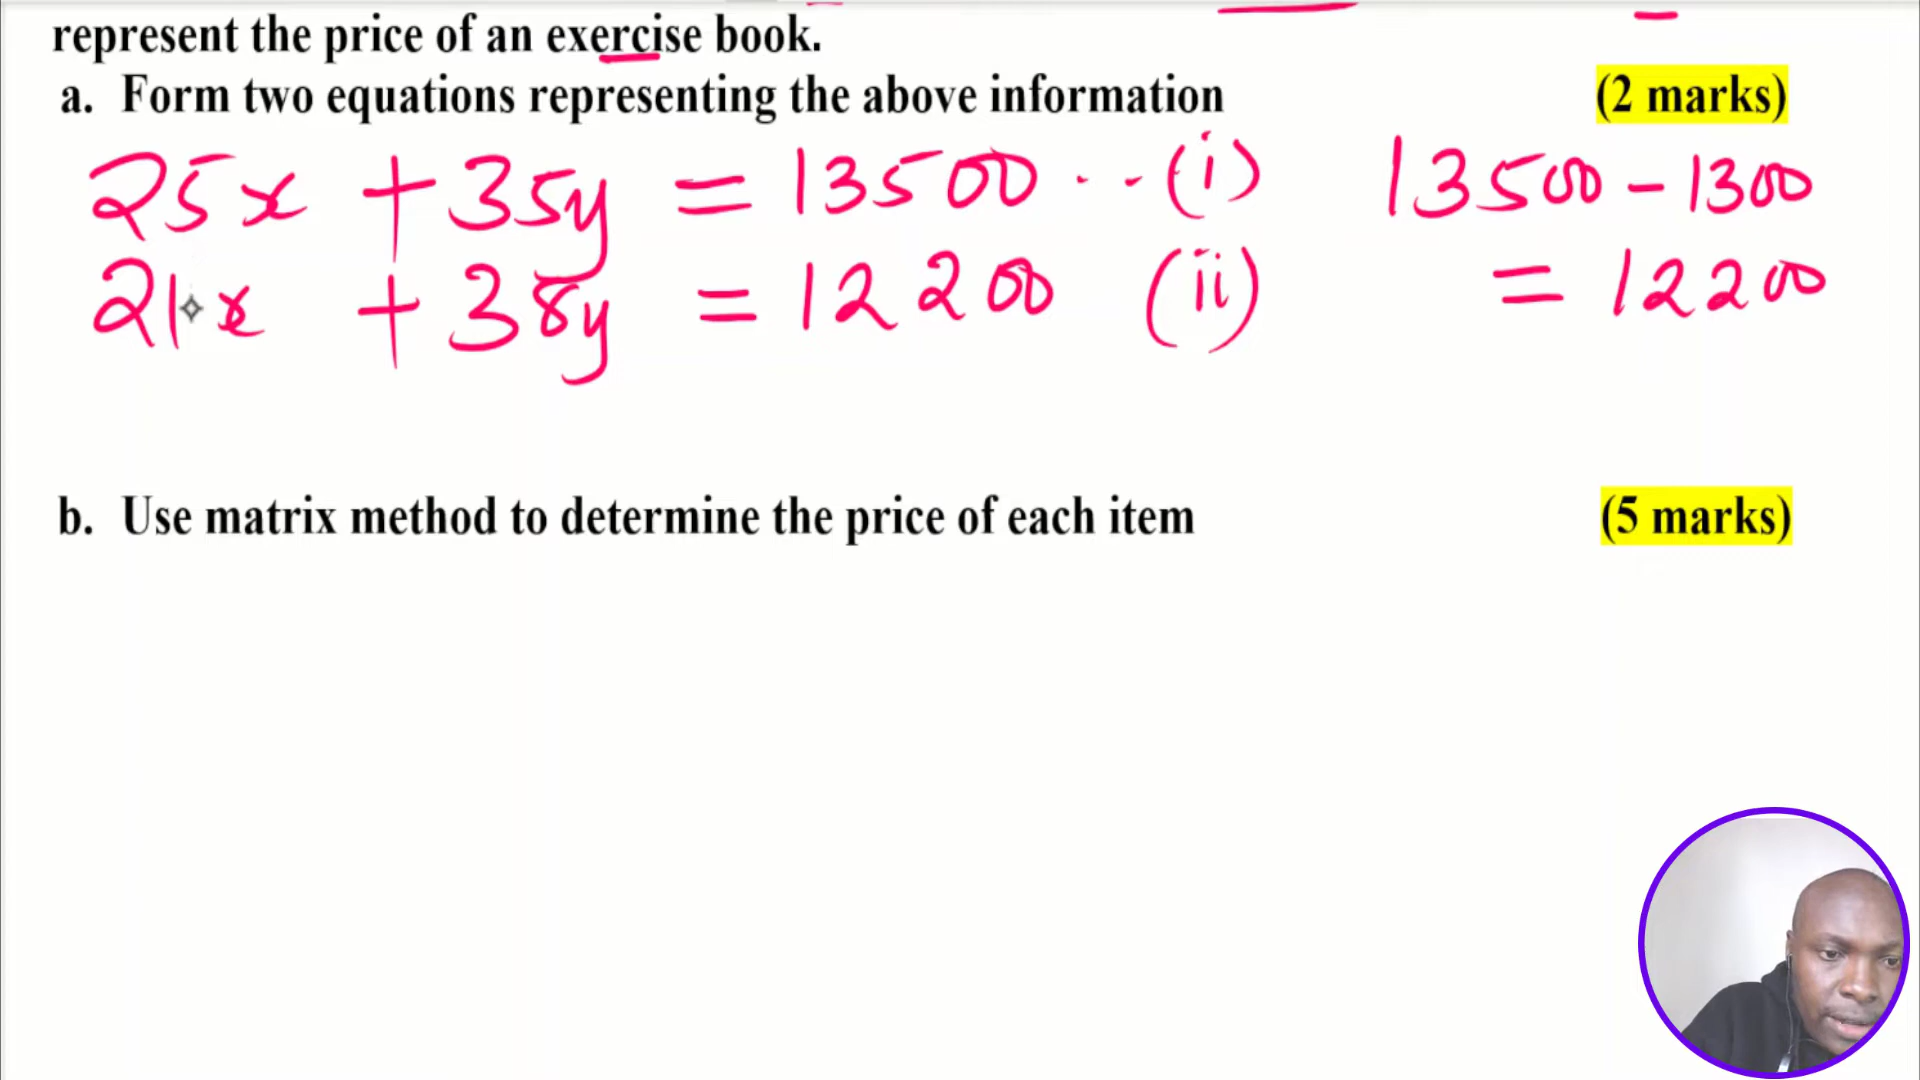 represent the price of an exercise book.
a. Form two equations representing the above information (2 marks)
25x + 35y = 13500 ..(i) 13500 - 1300
21x + 38y = 12200 (ii) = 12200
b. Use matrix method to determine the price of each item (5 marks)